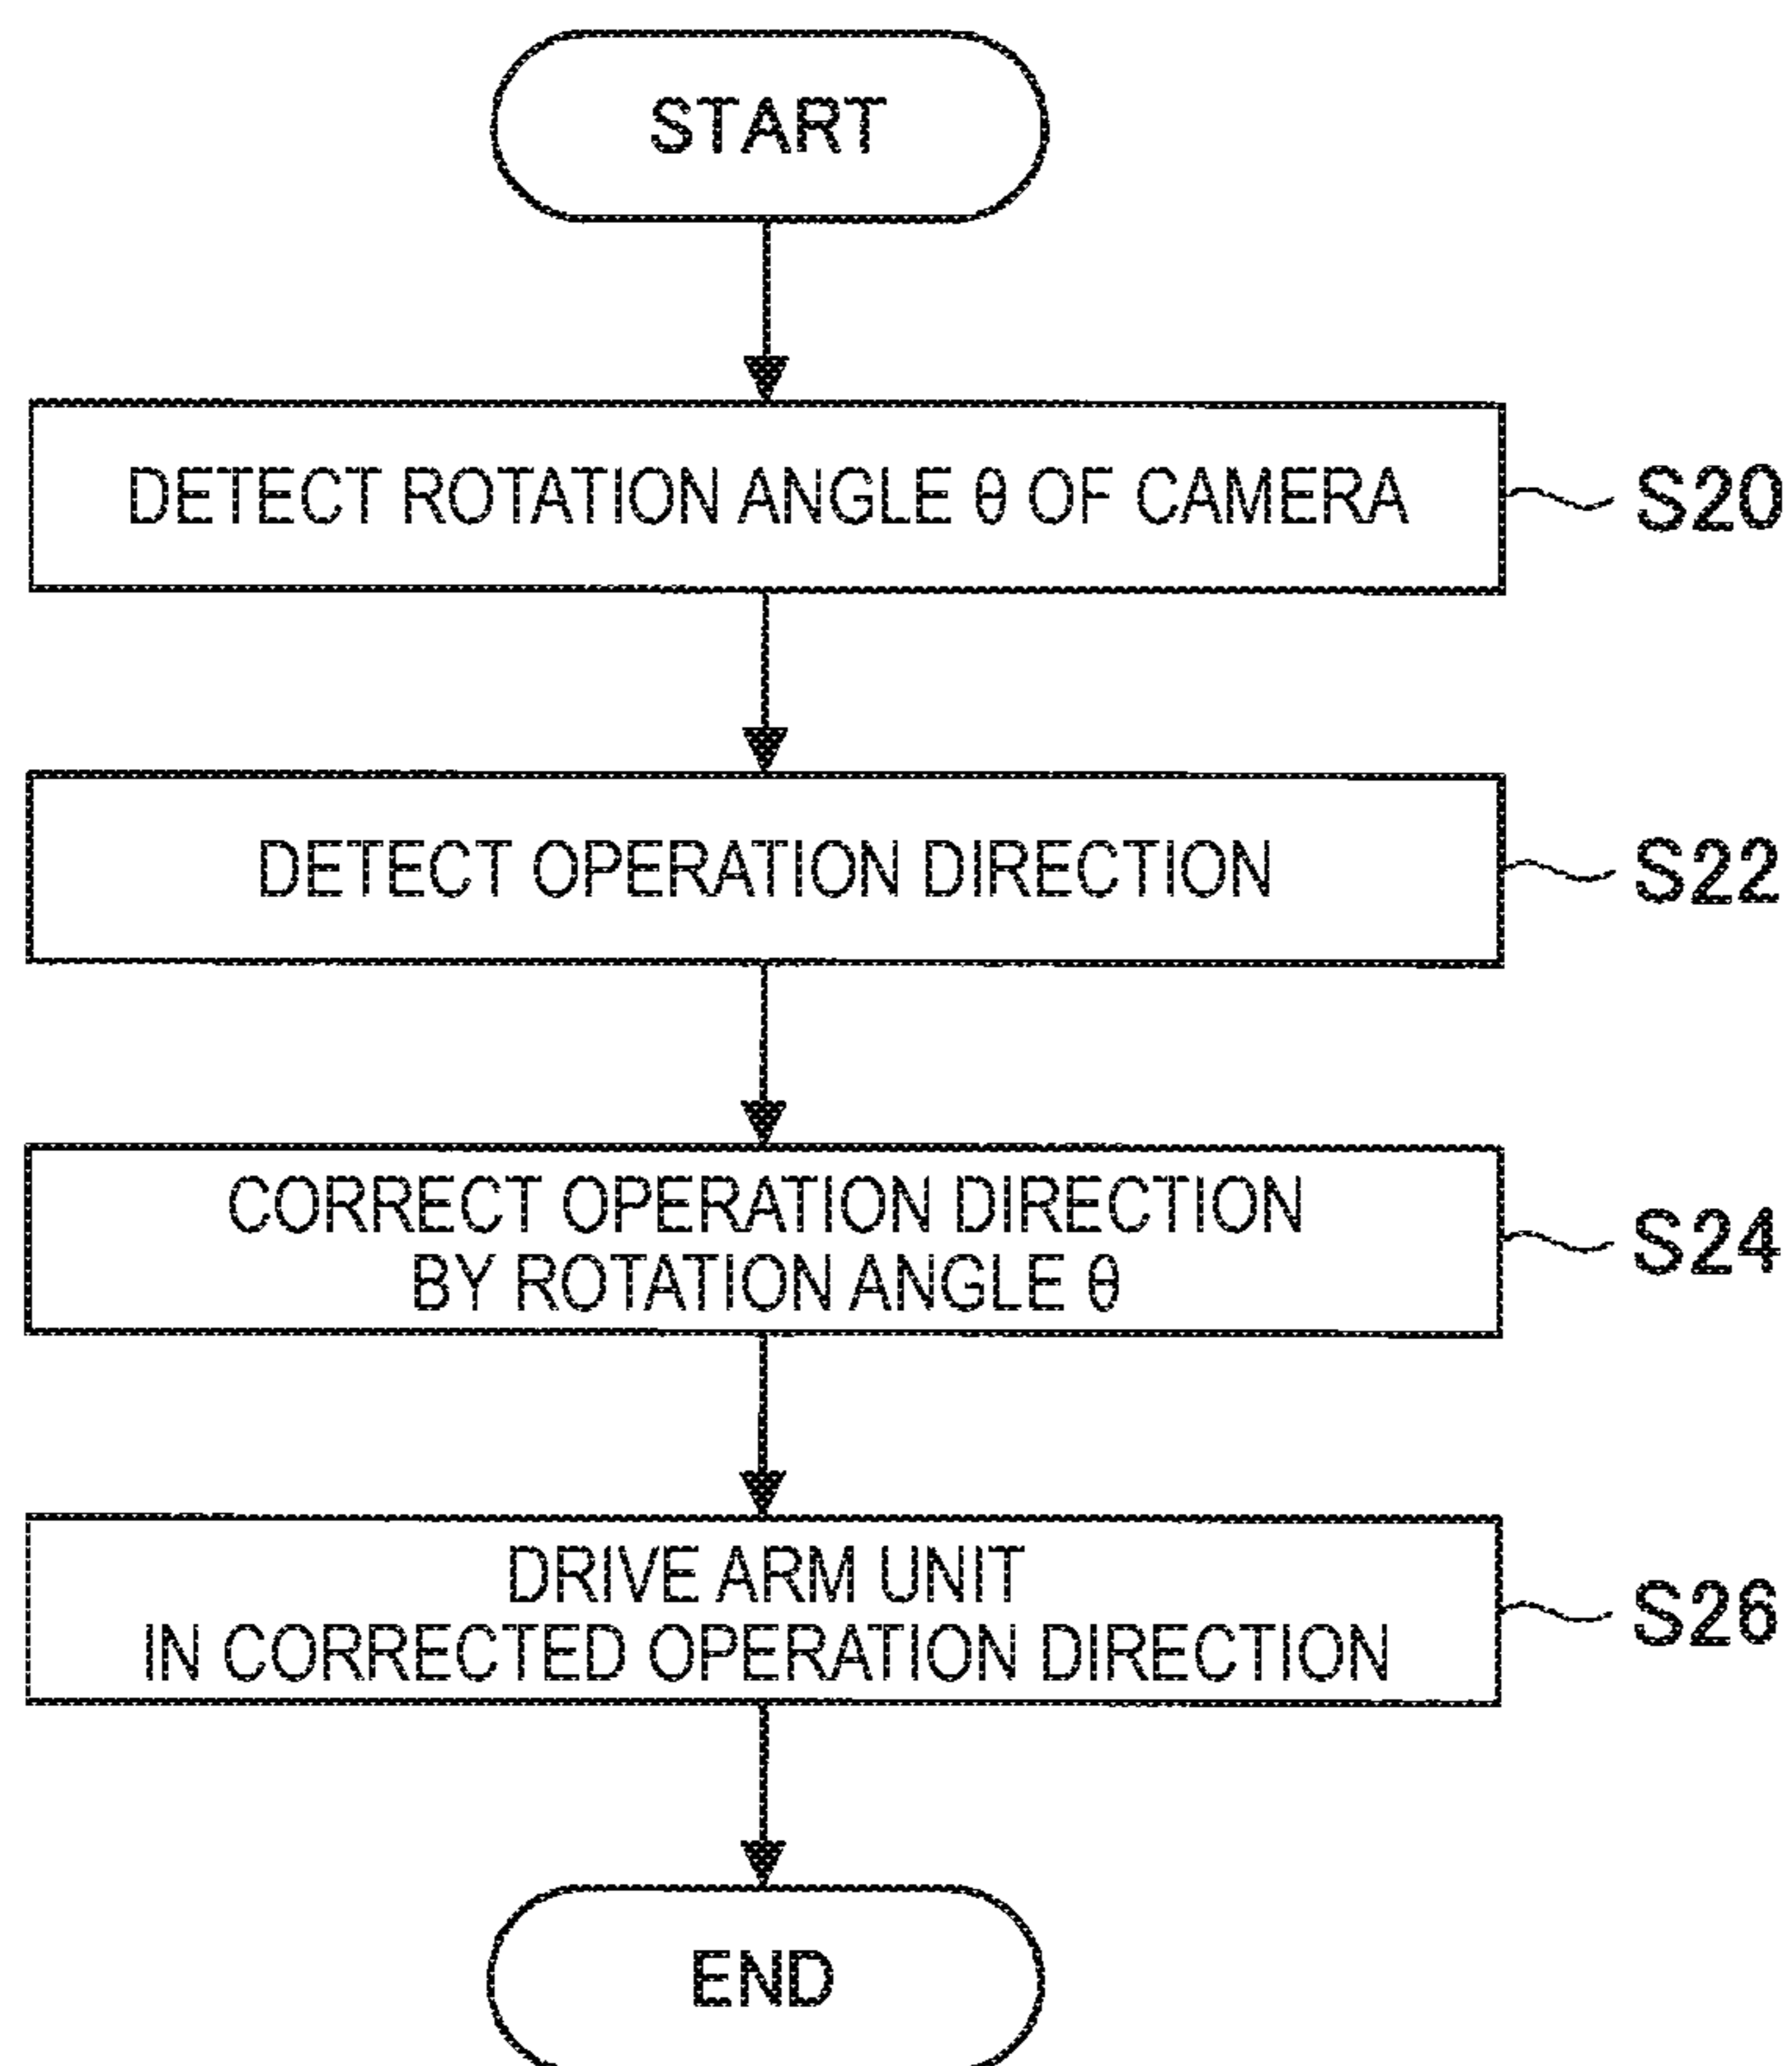 START
DETECT ROTATION ANGLE θ OF CAMERA
S20
DETECT OPERATION DIRECTION
S22
CORRECT OPERATION DIRECTION
BY ROTATION ANGLE θ
S24
DRIVE ARM UNIT
IN CORRECTED OPERATION DIRECTION
S26
END